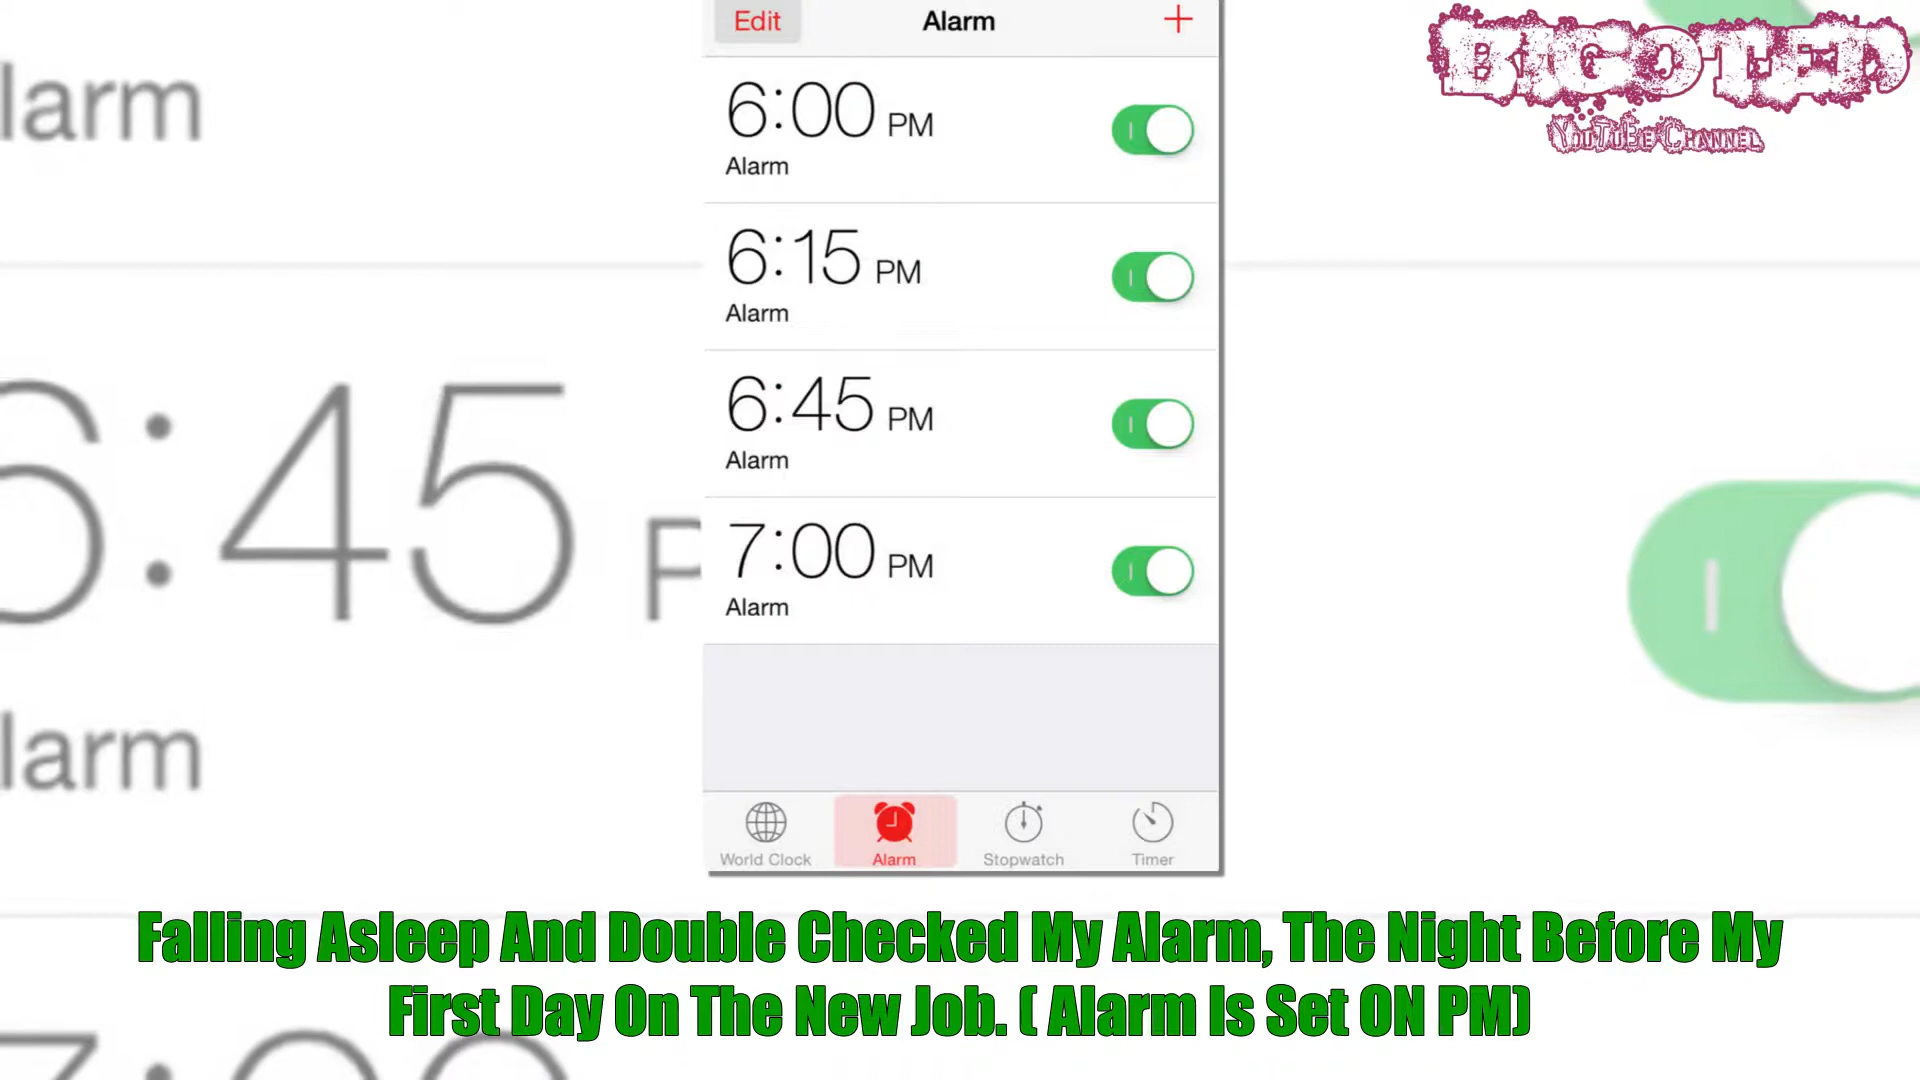 Edit Alarm +
BIGOTED
YouTube Channel
6:00 PM
Alarm
6:15 PM
Alarm
6:45 PM
Alarm
7:00 PM
Alarm
World Clock Alarm Stopwatch Timer
larm
6:45 P
larm
Falling Asleep And Double Checked My Alarm, The Night Before My
First Day On The New Job. ( Alarm Is Set ON PM)